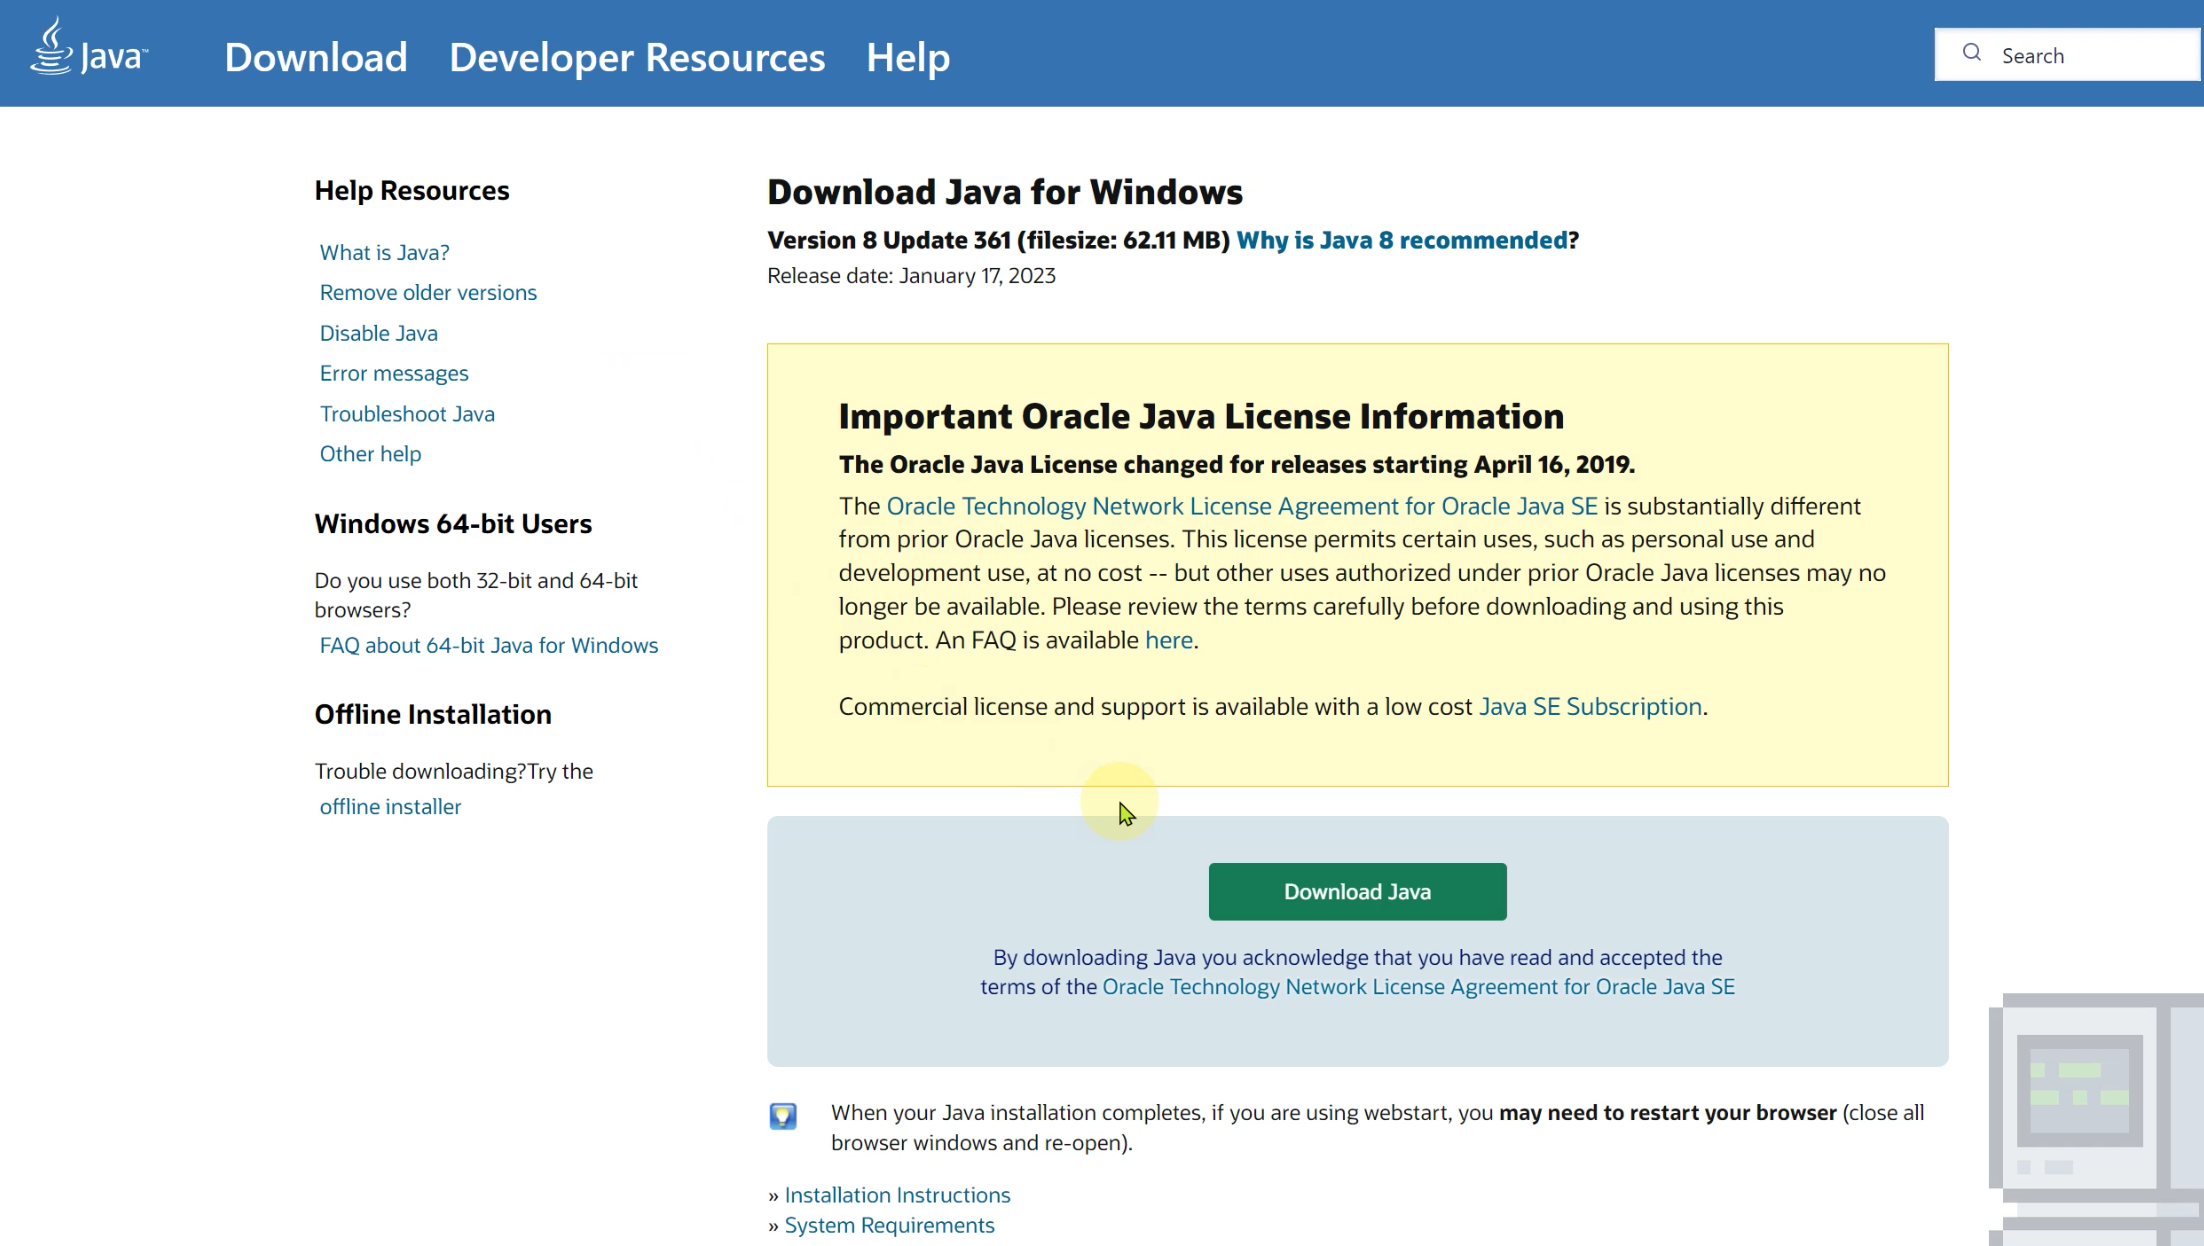 Java™
Download
Developer Resources
Help
Search
Help Resources
What is Java?
Remove older versions
Disable Java
Error messages
Troubleshoot Java
Other help
Windows 64-bit Users
Do you use both 32-bit and 64-bit
browsers?
FAQ about 64-bit Java for Windows
Offline Installation
Trouble downloading?Try the
offline installer
Download Java for Windows
Version 8 Update 361 (filesize: 62.11 MB) Why is Java 8 recommended?
Release date: January 17, 2023
Important Oracle Java License Information
The Oracle Java License changed for releases starting April 16, 2019.
The Oracle Technology Network License Agreement for Oracle Java SE is substantially different
from prior Oracle Java licenses. This license permits certain uses, such as personal use and
development use, at no cost -- but other uses authorized under prior Oracle Java licenses may no
longer be available. Please review the terms carefully before downloading and using this
product. An FAQ is available here.
Commercial license and support is available with a low cost Java SE Subscription.
Download Java
By downloading Java you acknowledge that you have read and accepted the
terms of the Oracle Technology Network License Agreement for Oracle Java SE
When your Java installation completes, if you are using webstart, you may need to restart your browser (close all
browser windows and re-open).
» Installation Instructions
» System Requirements